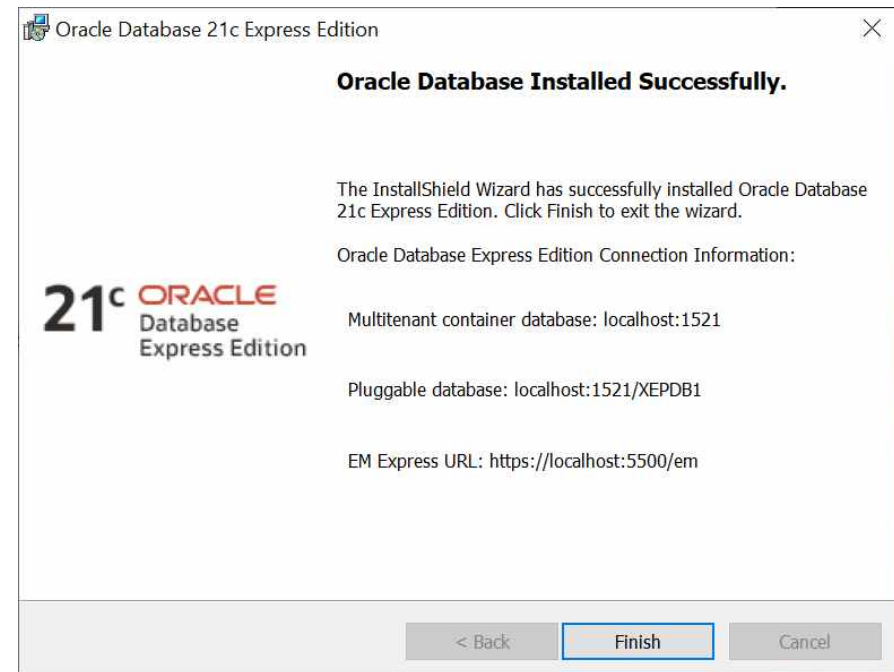 Oracle Database 21c Express Edition
Oracle Database Installed Successfully.
The InstallShield Wizard has successfully installed Oracle Database
21c Express Edition. Click Finish to exit the wizard.
Oracle Database Express Edition Connection Information:
21c ORACLE
Database
Express Edition
Multitenant container database: localhost:1521
Pluggable database: localhost:1521/XEPDB1
EM Express URL: https://localhost:5500/em
< Back
Finish
Cancel